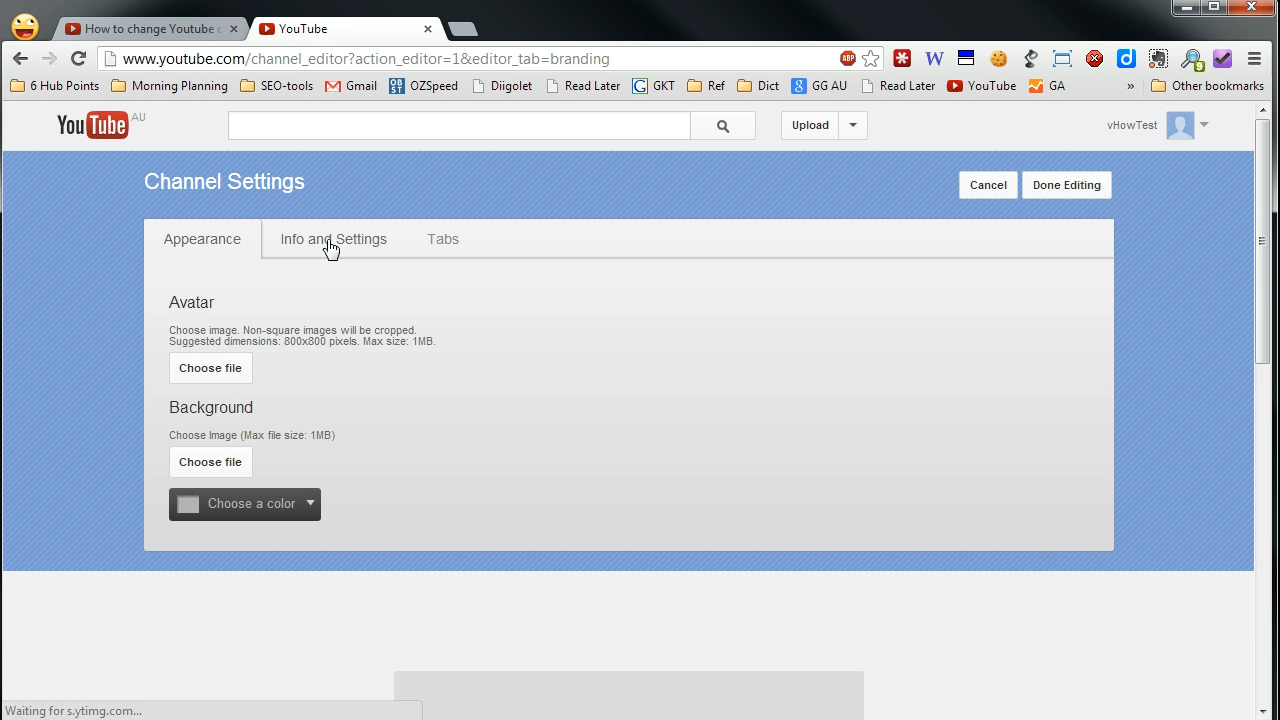 How to change Youtube c
YouTube
www.youtube.com/channel_editor?action_editor=1&editor_tab=branding
ABP
W
5
6 Hub Points
Morning Planning
SEO-tools
Gmail
OB
ST
OZSpeed
Diigolet
Read Later
GKT
Ref
Dict
GG AU
Read Later
YouTube
GA
»
Other bookmarks
YouTube AU
Upload
vHowTest
Channel Settings
Cancel
Done Editing
Appearance
Info and Settings
Tabs
Avatar
Choose image. Non-square images will be cropped.
Suggested dimensions: 800x800 pixels. Max size: 1MB.
Choose file
Background
Choose Image (Max file size: 1MB)
Choose file
Choose a color
Waiting for s.ytimg.com...